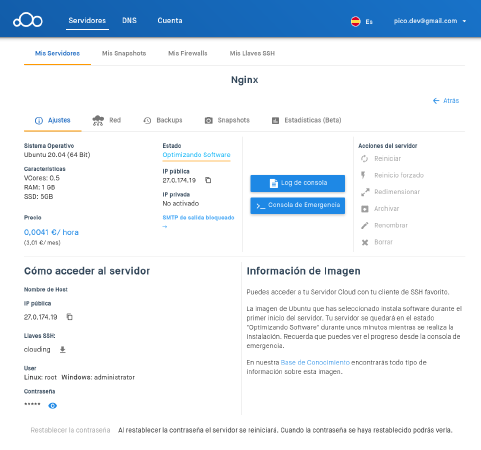 Servidores
DNS
Cuenta
Es
pico.dev@gmail.com
Mis Servidores
Mis Snapshots
Mis Firewalls
Mis Llaves SSH
Nginx
Atrás
Ajustes
Red
Backups
Snapshots
Estadísticas (Beta)
Sistema Operativo
Ubuntu 20.04 (64 Bit)
Características
VCores: 0.5
RAM: 1 GB
SSD: 5GB
Precio
0,0041 €/ hora
(3,01 €/mes)
Estado
Optimizando Software
IP pública
27.0.174.19
IP privada
No activado
SMTP de salida bloqueado
→
Log de consola
Consola de Emergencia
Acciones del servidor
Reiniciar
Reinicio forzado
Redimensionar
Archivar
Renombrar
Borrar
Cómo acceder al servidor
Nombre de Host
IP pública
27.0.174.19
Llaves SSH:
clouding
User
Linux: root Windows: administrator
Contraseña
*****
Información de Imagen
Puedes acceder a tu Servidor Cloud con tu cliente de SSH favorito.
La imagen de Ubuntu que has seleccionado instala software durante el
primer inicio del servidor. Tu servidor se quedará en el estado
"Optimizando Software" durante unos minutos mientras se realiza la
instalación. Recuerda que puedes ver el progreso desde la consola de
emergencia.
En nuestra Base de Conocimiento encontrarás todo tipo de
información sobre esta imagen.
Restablecer la contraseña Al restablecer la contraseña el servidor se reiniciará. Cuando la contraseña se haya restablecido podrás verla.